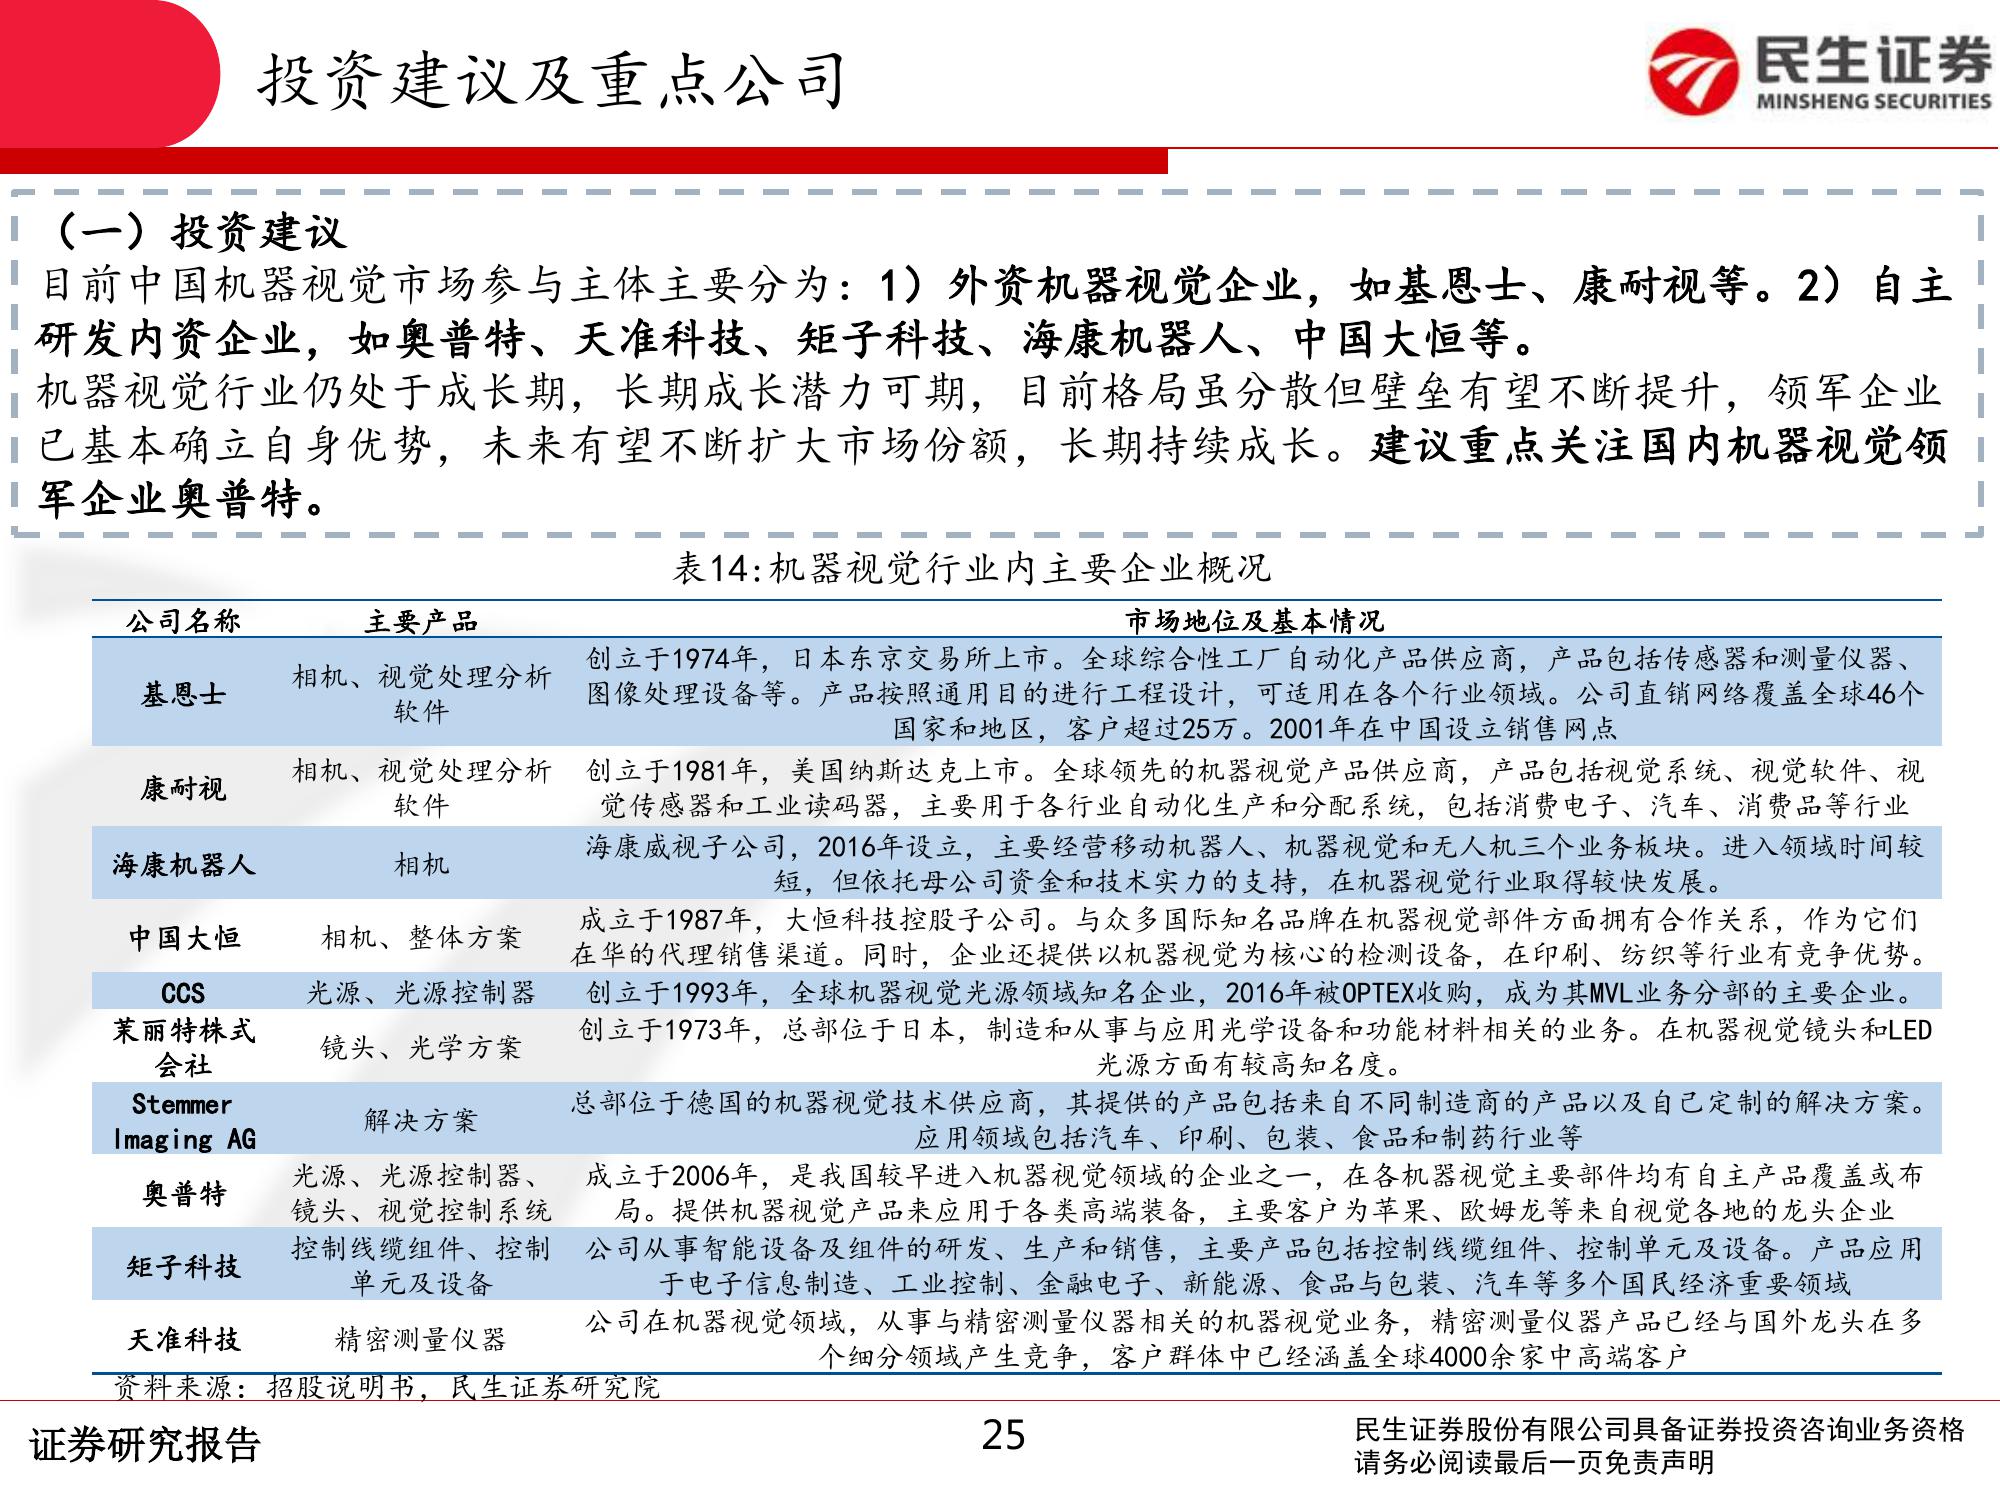 投资建议及重点公司
民生证券
MINSHENG SECURITIES
（一）投资建议
目前中国机器视觉市场参与主体主要分为：1）外资机器视觉企业，如基恩士、康耐视等。2）自主
研发内资企业，如奥普特、天准科技、矩子科技、海康机器人、中国大恒等。
机器视觉行业仍处于成长期，长期成长潜力可期，目前格局虽分散但壁垒有望不断提升，领军企业
已基本确立自身优势，未来有望不断扩大市场份额，长期持续成长。建议重点关注国内机器视觉领
军企业奥普特。
表14:机器视觉行业内主要企业概况
公司名称 主要产品 市场地位及基本情况
基恩士
相机、视觉处理分析
软件
创立于1974年，日本东京交易所上市。全球综合性工厂自动化产品供应商，产品包括传感器和测量仪器、
图像处理设备等。产品按照通用目的进行工程设计，可适用在各个行业领域。公司直销网络覆盖全球46个
国家和地区，客户超过25万。2001年在中国设立销售网点
康耐视
相机、视觉处理分析
软件
创立于1981年，美国纳斯达克上市。全球领先的机器视觉产品供应商，产品包括视觉系统、视觉软件、视
觉传感器和工业读码器，主要用于各行业自动化生产和分配系统，包括消费电子、汽车、消费品等行业
海康机器人
相机
海康威视子公司，2016年设立，主要经营移动机器人、机器视觉和无人机三个业务板块。进入领域时间较
短，但依托母公司资金和技术实力的支持，在机器视觉行业取得较快发展。
中国大恒
相机、整体方案
成立于1987年，大恒科技控股子公司。与众多国际知名品牌在机器视觉部件方面拥有合作关系，作为它们
在华的代理销售渠道。同时，企业还提供以机器视觉为核心的检测设备，在印刷、纺织等行业有竞争优势。
CCS
光源、光源控制器
创立于1993年，全球机器视觉光源领域知名企业，2016年被OPTEX收购，成为其MVL业务分部的主要企业。
茉丽特株式
会社
镜头、光学方案
创立于1973年，总部位于日本，制造和从事与应用光学设备和功能材料相关的业务。在机器视觉镜头和LED
光源方面有较高知名度。
Stemmer
Imaging AG
解决方案
总部位于德国的机器视觉技术供应商，其提供的产品包括来自不同制造商的产品以及自己定制的解决方案。
应用领域包括汽车、印刷、包装、食品和制药行业等
奥普特
光源、光源控制器、
镜头、视觉控制系统
成立于2006年，是我国较早进入机器视觉领域的企业之一，在各机器视觉主要部件均有自主产品覆盖或布
局。提供机器视觉产品来应用于各类高端装备，主要客户为苹果、欧姆龙等来自视觉各地的龙头企业
矩子科技
控制线缆组件、控制
单元及设备
公司从事智能设备及组件的研发、生产和销售，主要产品包括控制线缆组件、控制单元及设备。产品应用
于电子信息制造、工业控制、金融电子、新能源、食品与包装、汽车等多个国民经济重要领域
天准科技
精密测量仪器
公司在机器视觉领域，从事与精密测量仪器相关的机器视觉业务，精密测量仪器产品已经与国外龙头在多
个细分领域产生竞争，客户群体中已经涵盖全球4000余家中高端客户
资料来源：招股说明书，民生证券研究院
证券研究报告
25
民生证券股份有限公司具备证券投资咨询业务资格
请务必阅读最后一页免责声明